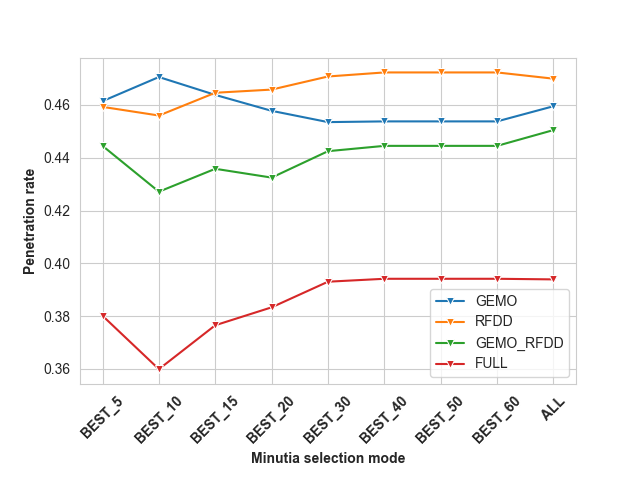 0.46
0.44
0.42
0.40
0.38
0.36
Penetration rate
GEMO
RFDD
GEMO_RFDD
FULL
BEST_5
BEST_10
BEST_15
BEST_20
BEST_30
BEST_40
BEST_50
BEST_60
ALL
Minutia selection mode